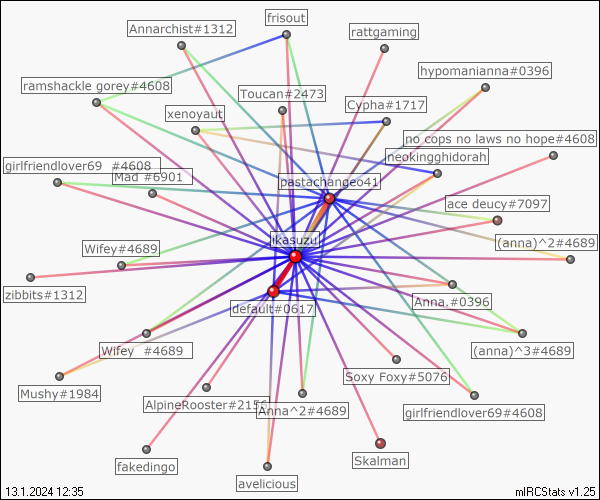 frisout
Annarchist#1312
rattgaming
hypomanianna#0396
ramshackle gorey#4608
Toucan#2473
Cypha#1717
xenoyaut
no cops no laws no hope#4608
neokingghidorah
girlfriendlover69 #4608
Mad #6901
pastachangeo41
ace deucy#7097
ikasuzu
Wifey#4689
(anna)^2#4689
zibbits#1312
Anna.#0396
default#0617
Wifey #4689
(anna)^3#4689
Soxy Foxy#5076
Mushy#1984
AlpineRooster#2156
Anna^2#4689
girlfriendlover69#4608
fakedingo
Skalman
avelicious
13.1.2024 12:35
mIRCStats v1.25